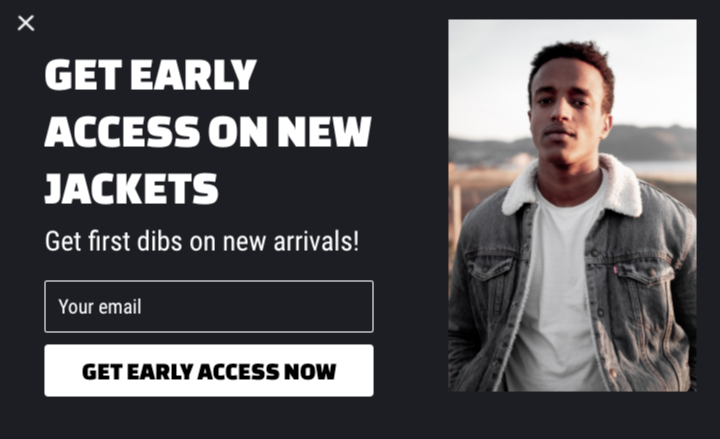 GET EARLY
ACCESS ON NEW
JACKETS
Get first dibs on new arrivals!
Your email
GET EARLY ACCESS NOW